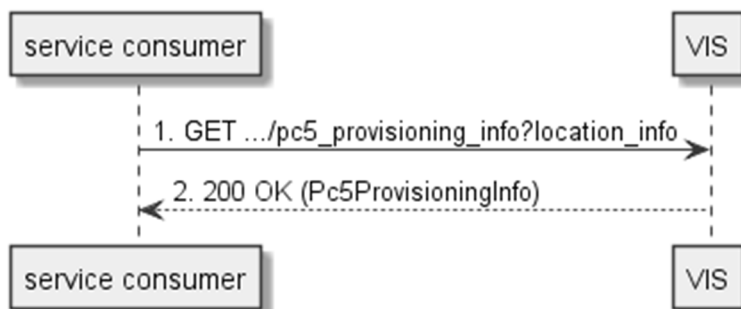 service consumer
VIS
1. GET .../pc5_provisioning_info?location_info
2. 200 OK (Pc5ProvisioningInfo)
service consumer
VIS